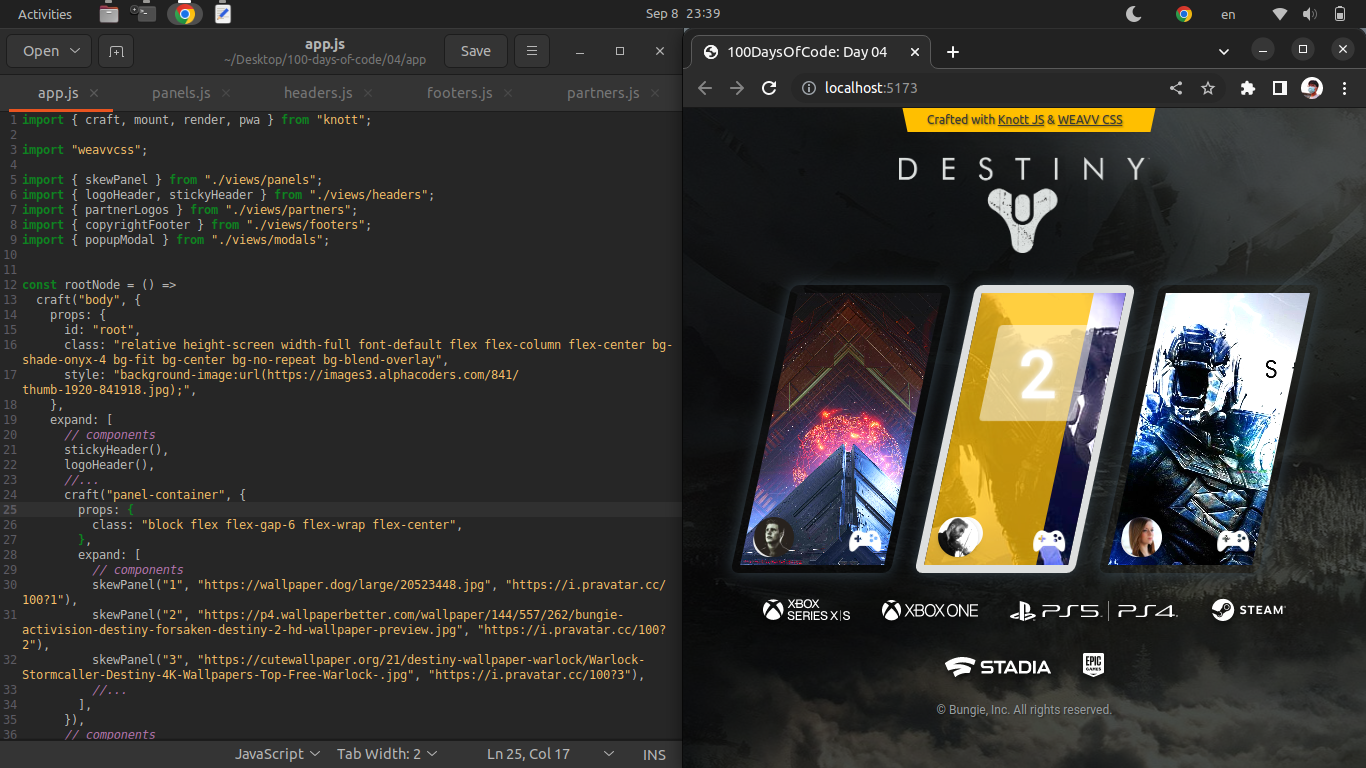 Activities
Sep 8 23:39
en
Open
app.js
~/Desktop/100-days-of-code/04/app
Save
app.js
panels.js
headers.js
footers.js
partners.js
1 import { craft, mount, render, pwa } from "knott";
2
3 import "weavvcss";
4
5 import { skewPanel } from "./views/panels";
6 import { logoHeader, stickyHeader } from "./views/headers";
7 import { partnerLogos } from "./views/partners";
8 import { copyrightFooter } from "./views/footers";
9 import { popupModal } from "./views/modals";
10
11
12 const rootNode = () =>
13 craft("body", {
14 props: {
15 id: "root",
16 class: "relative height-screen width-full font-default flex flex-column flex-center bg-
shade-onyx-4 bg-fit bg-center bg-no-repeat bg-blend-overlay",
17 style: "background-image:url(https://images3.alphacoders.com/841/
thumb-1920-841918.jpg);",
18 },
19 expand: [
20 // components
21 stickyHeader(),
22 logoHeader(),
23 //...
24 craft("panel-container", {
25 props: {
26 class: "block flex flex-gap-6 flex-wrap flex-center",
27 },
28 expand: [
29 // components
30 skewPanel("1", "https://wallpaper.dog/large/20523448.jpg", "https://i.pravatar.cc/
100?1"),
31 skewPanel("2", "https://p4.wallpaperbetter.com/wallpaper/144/557/262/bungie-
activision-destiny-forsaken-destiny-2-hd-wallpaper-preview.jpg", "https://i.pravatar.cc/100?
2"),
32 skewPanel("3", "https://cutewallpaper.org/21/destiny-wallpaper-warlock/Warlock-
Stormcaller-Destiny-4K-Wallpapers-Top-Free-Warlock-.jpg", "https://i.pravatar.cc/100?3"),
33 //...
34 ],
35 }),
36 // components
JavaScript
Tab Width: 2
Ln 25, Col 17
INS
100DaysOfCode: Day 04
localhost:5173
Crafted with Knott JS & WEAVV CSS
DESTINY
2
S
XBOX
SERIES X|S
XBOX ONE
PS5 | PS4
STEAM
STADIA
EPIC
GAMES
© Bungie, Inc. All rights reserved.